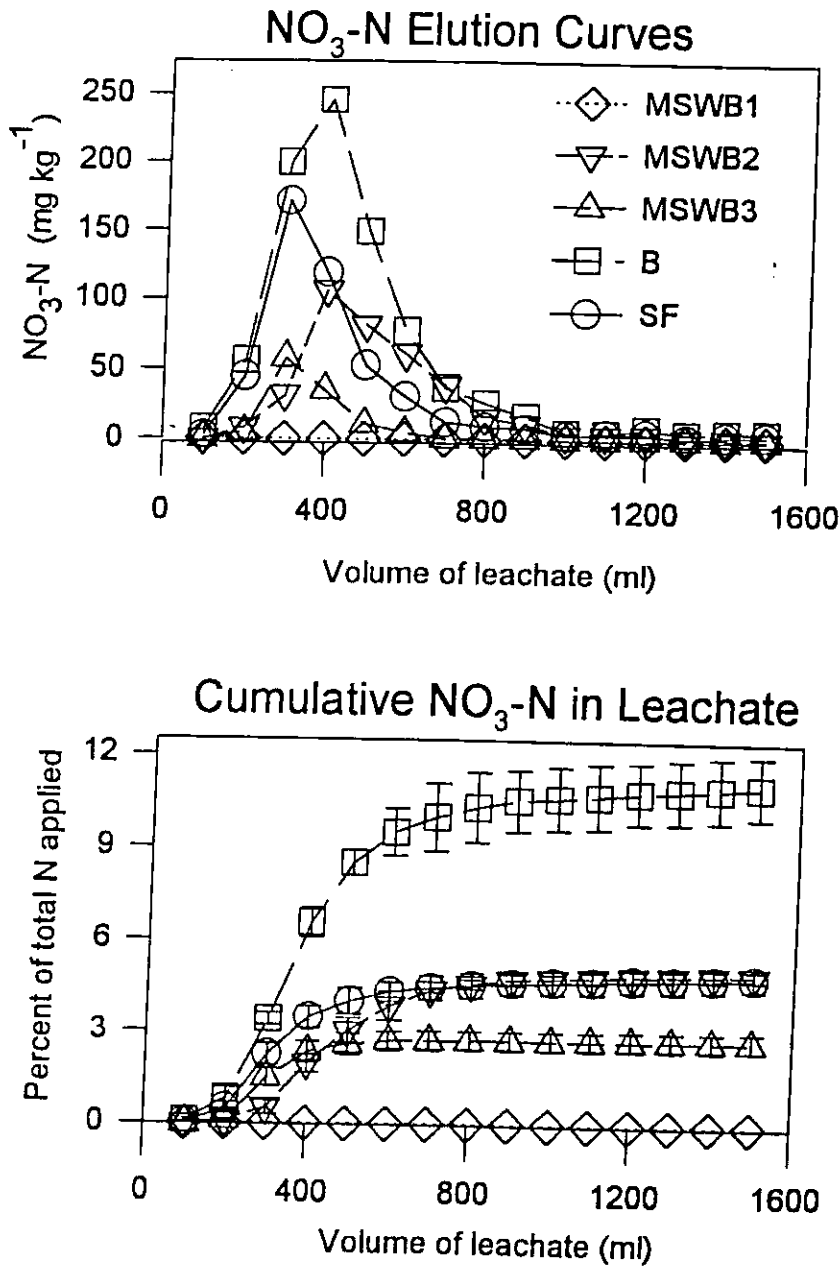 NO₃-N Elution Curves
NO₃-N (mg kg⁻¹)
250
200
150
100
50
0
MSWB1
MSWB2
MSWB3
B
SF
0
400
800
1200
1600
Volume of leachate (ml)
Cumulative NO₃-N in Leachate
Percent of total N applied
12
9
6
3
0
0
400
800
1200
1600
Volume of leachate (ml)